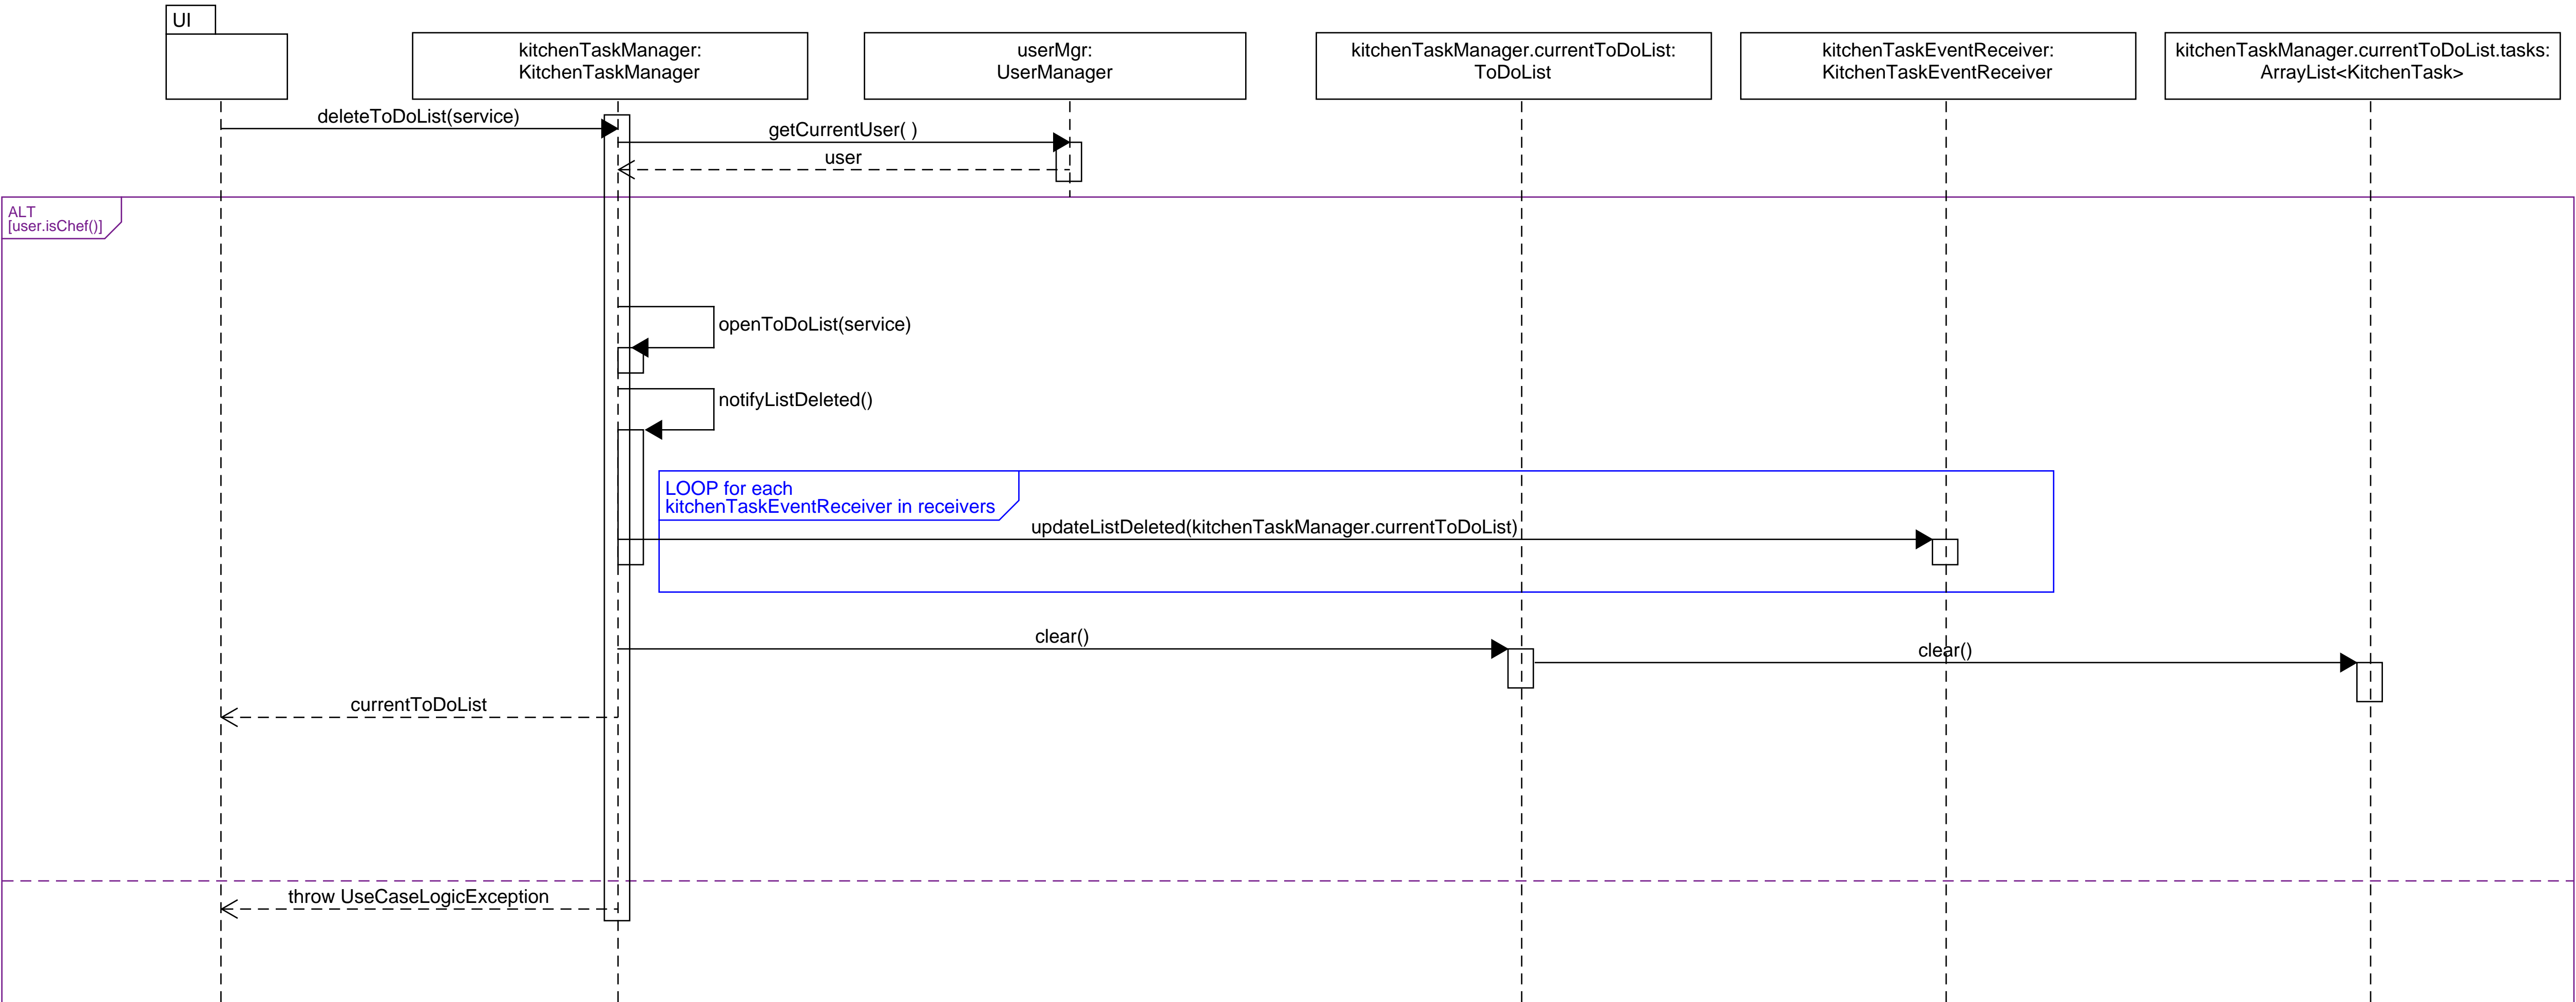 UI
kitchenTaskManager:
KitchenTaskManager
userMgr:
UserManager
kitchenTaskManager.currentToDoList:
ToDoList
kitchenTaskEventReceiver:
KitchenTaskEventReceiver
kitchenTaskManager.currentToDoList.tasks:
ArrayList<KitchenTask>
deleteToDoList(service)
getCurrentUser( )
user
ALT
[user.isChef()]
openToDoList(service)
notifyListDeleted()
LOOP for each
kitchenTaskEventReceiver in receivers
updateListDeleted(kitchenTaskManager.currentToDoList)
clear()
clear()
currentToDoList
throw UseCaseLogicException